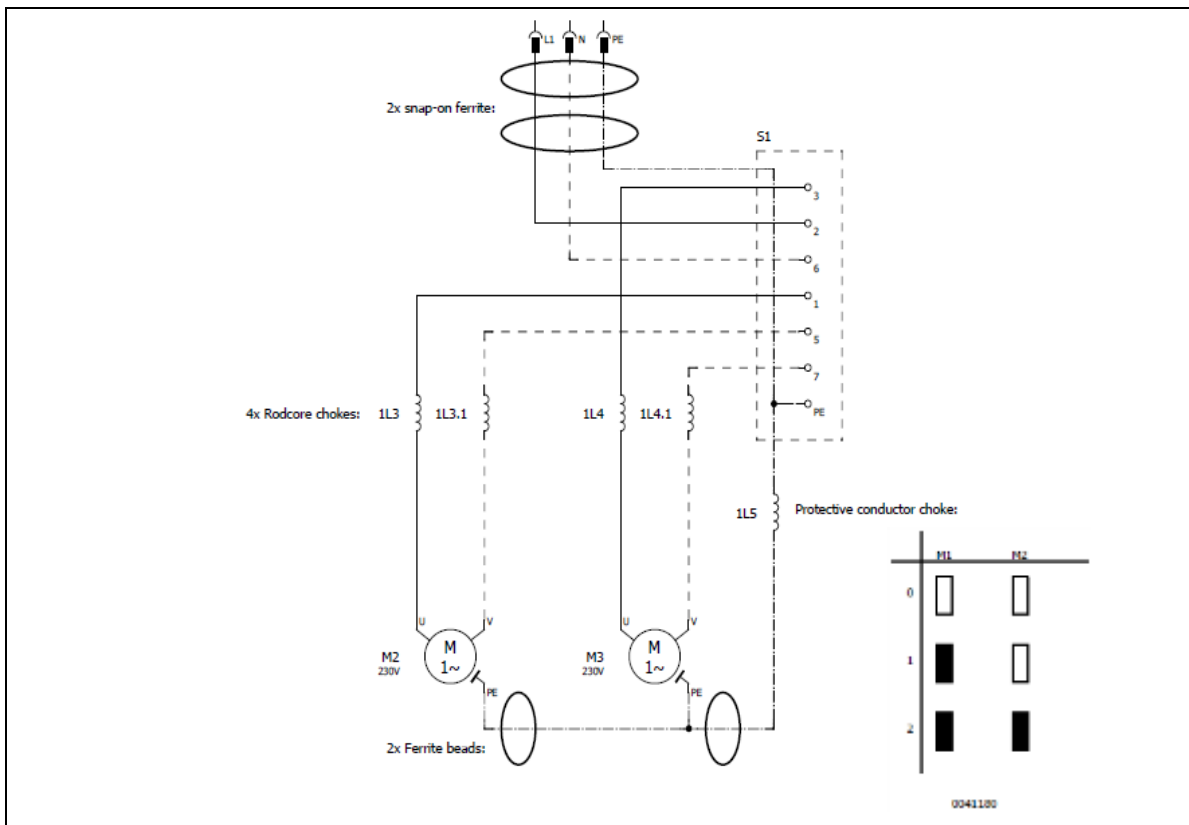 L1 N PE
2x snap-on ferrite:
S1
3
2
6
1
5
7
PE
4x Rodcore chokes: 1L3 1L3.1 1L4 1L4.1
1L5 Protective conductor choke:
M1 M2
0
1
2
U V U V
M2 M M3 M
230V 1~ 230V 1~
PE PE
2x Ferrite beads:
0041180